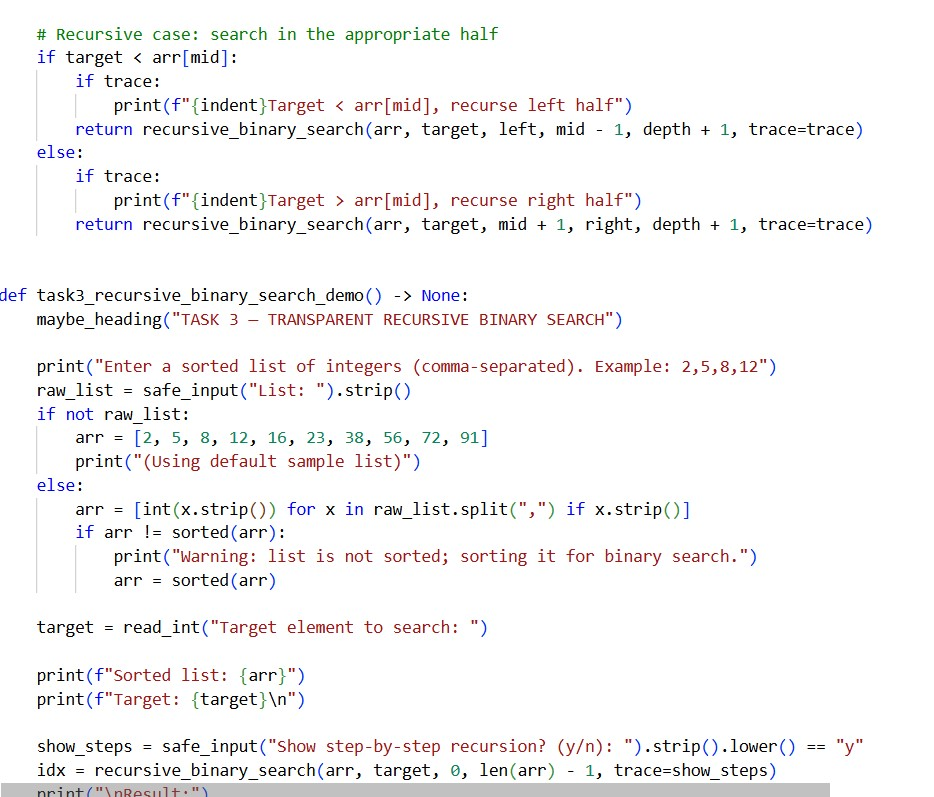 # Recursive case: search in the appropriate half
if target < arr[mid]:
if trace:
print(f"{indent}Target < arr[mid], recurse left half")
return recursive_binary_search(arr, target, left, mid - 1, depth + 1, trace=trace)
else:
if trace:
print(f"{indent}Target > arr[mid], recurse right half")
return recursive_binary_search(arr, target, mid + 1, right, depth + 1, trace=trace)
def task3_recursive_binary_search_demo() -> None:
maybe_heading("TASK 3 — TRANSPARENT RECURSIVE BINARY SEARCH")
print("Enter a sorted list of integers (comma-separated). Example: 2,5,8,12")
raw_list = safe_input("List: ").strip()
if not raw_list:
arr = [2, 5, 8, 12, 16, 23, 38, 56, 72, 91]
print("(Using default sample list)")
else:
arr = [int(x.strip()) for x in raw_list.split(",") if x.strip()]
if arr != sorted(arr):
print("Warning: list is not sorted; sorting it for binary search.")
arr = sorted(arr)
target = read_int("Target element to search: ")
print(f"Sorted list: {arr}")
print(f"Target: {target}\n")
show_steps = safe_input("Show step-by-step recursion? (y/n): ").strip().lower() == "y"
idx = recursive_binary_search(arr, target, 0, len(arr) - 1, trace=show_steps)
print("\nResult:")